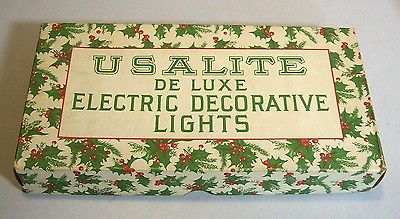 USALITE
DE LUXE
ELECTRIC DECORATIVE
LIGHTS